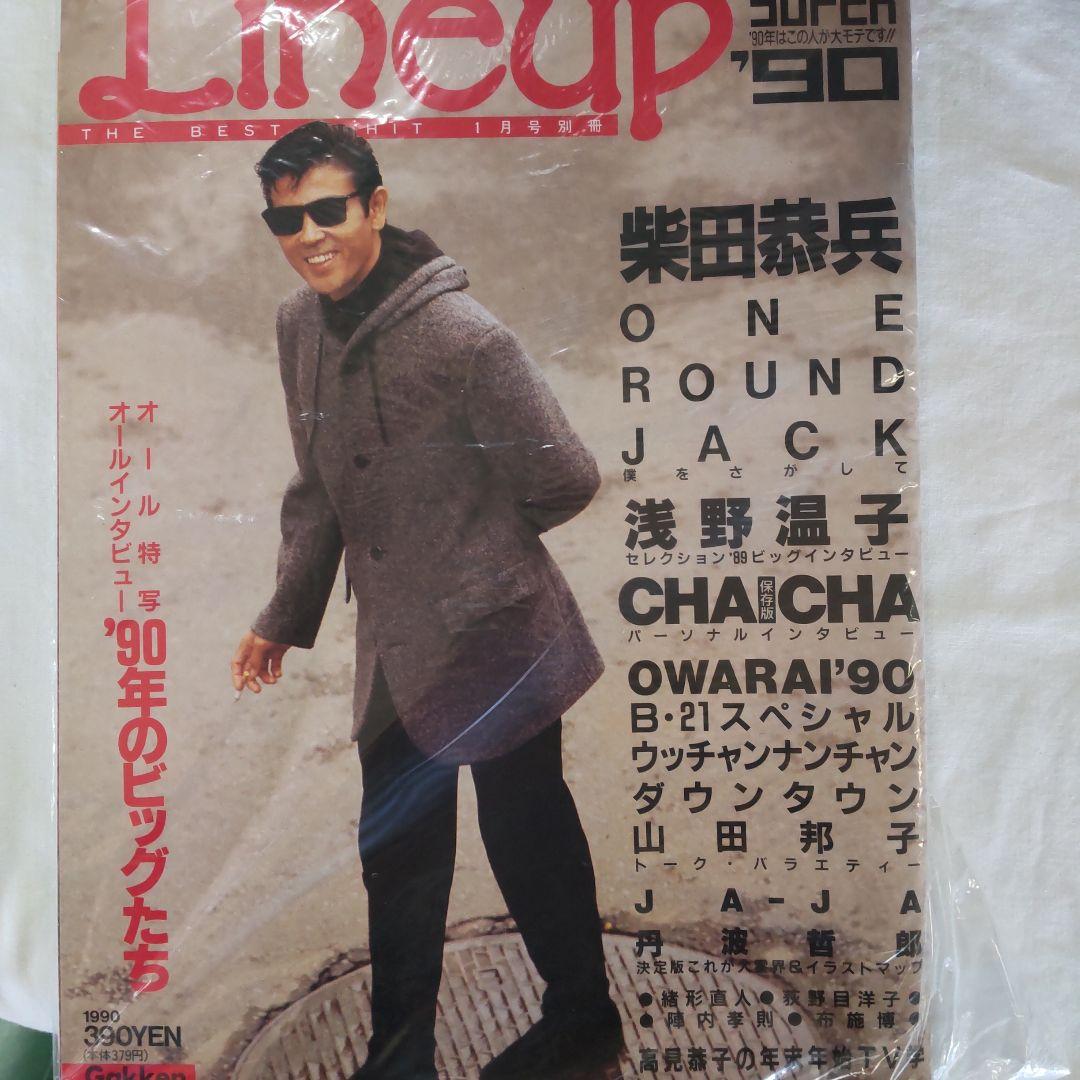 Lineup
SUPER
'90年はこの人が大モテです!!
'90
THE BEST HIT 1月号別冊
柴田恭兵
ONE
ROUND
JACK
僕をさがして
浅野温子
セレクション'89ビッグインタビュー
CHA保存版CHA
パーソナルインタビュー
OWARAI'90
B・21スペシャル
ウッチャンナンチャン
ダウンタウン
山田邦子
トーク・バラエティー
JA-JA
丹波哲郎
決定版これが大霊界&イラストマップ
●緒形直人●荻野目洋子●
●陣内孝則●布施博●
高見恭子の年末年始TV学
オール特写
オールインタビュー
'90年のビッグたち
1990
390YEN
(本体379円)
Gakken